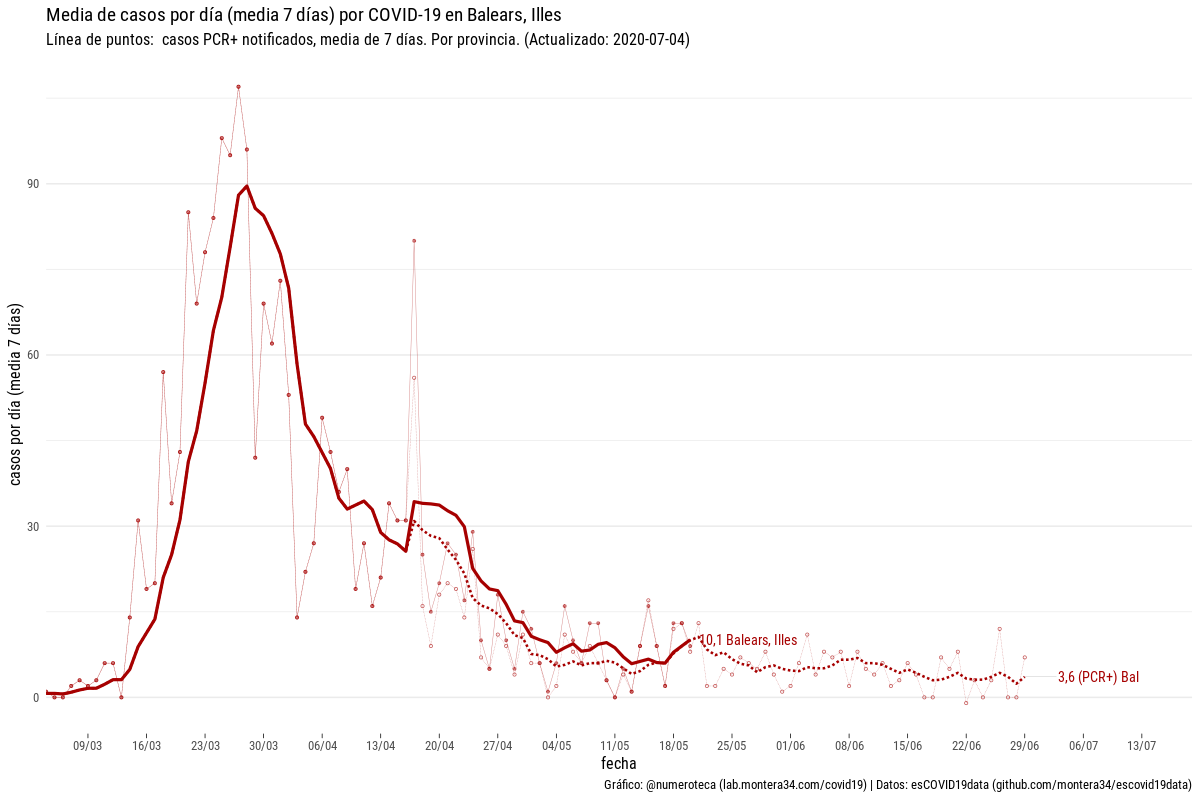 Media de casos por día (media 7 días) por COVID-19 en Balears, Illes
Línea de puntos:  casos PCR+ notificados, media de 7 días. Por provincia. (Actualizado: 2020-07-04)
casos por día (media 7 días)
90
60
30
0
10,1 Balears, Illes
3,6 (PCR+) Bal
09/03 16/03 23/03 30/03 06/04 13/04 20/04 27/04 04/05 11/05 18/05 25/05 01/06 08/06 15/06 22/06 29/06 06/07 13/07
fecha
Gráfico: @numeroteca (lab.montera34.com/covid19) | Datos: esCOVID19data (github.com/montera34/escovid19data)